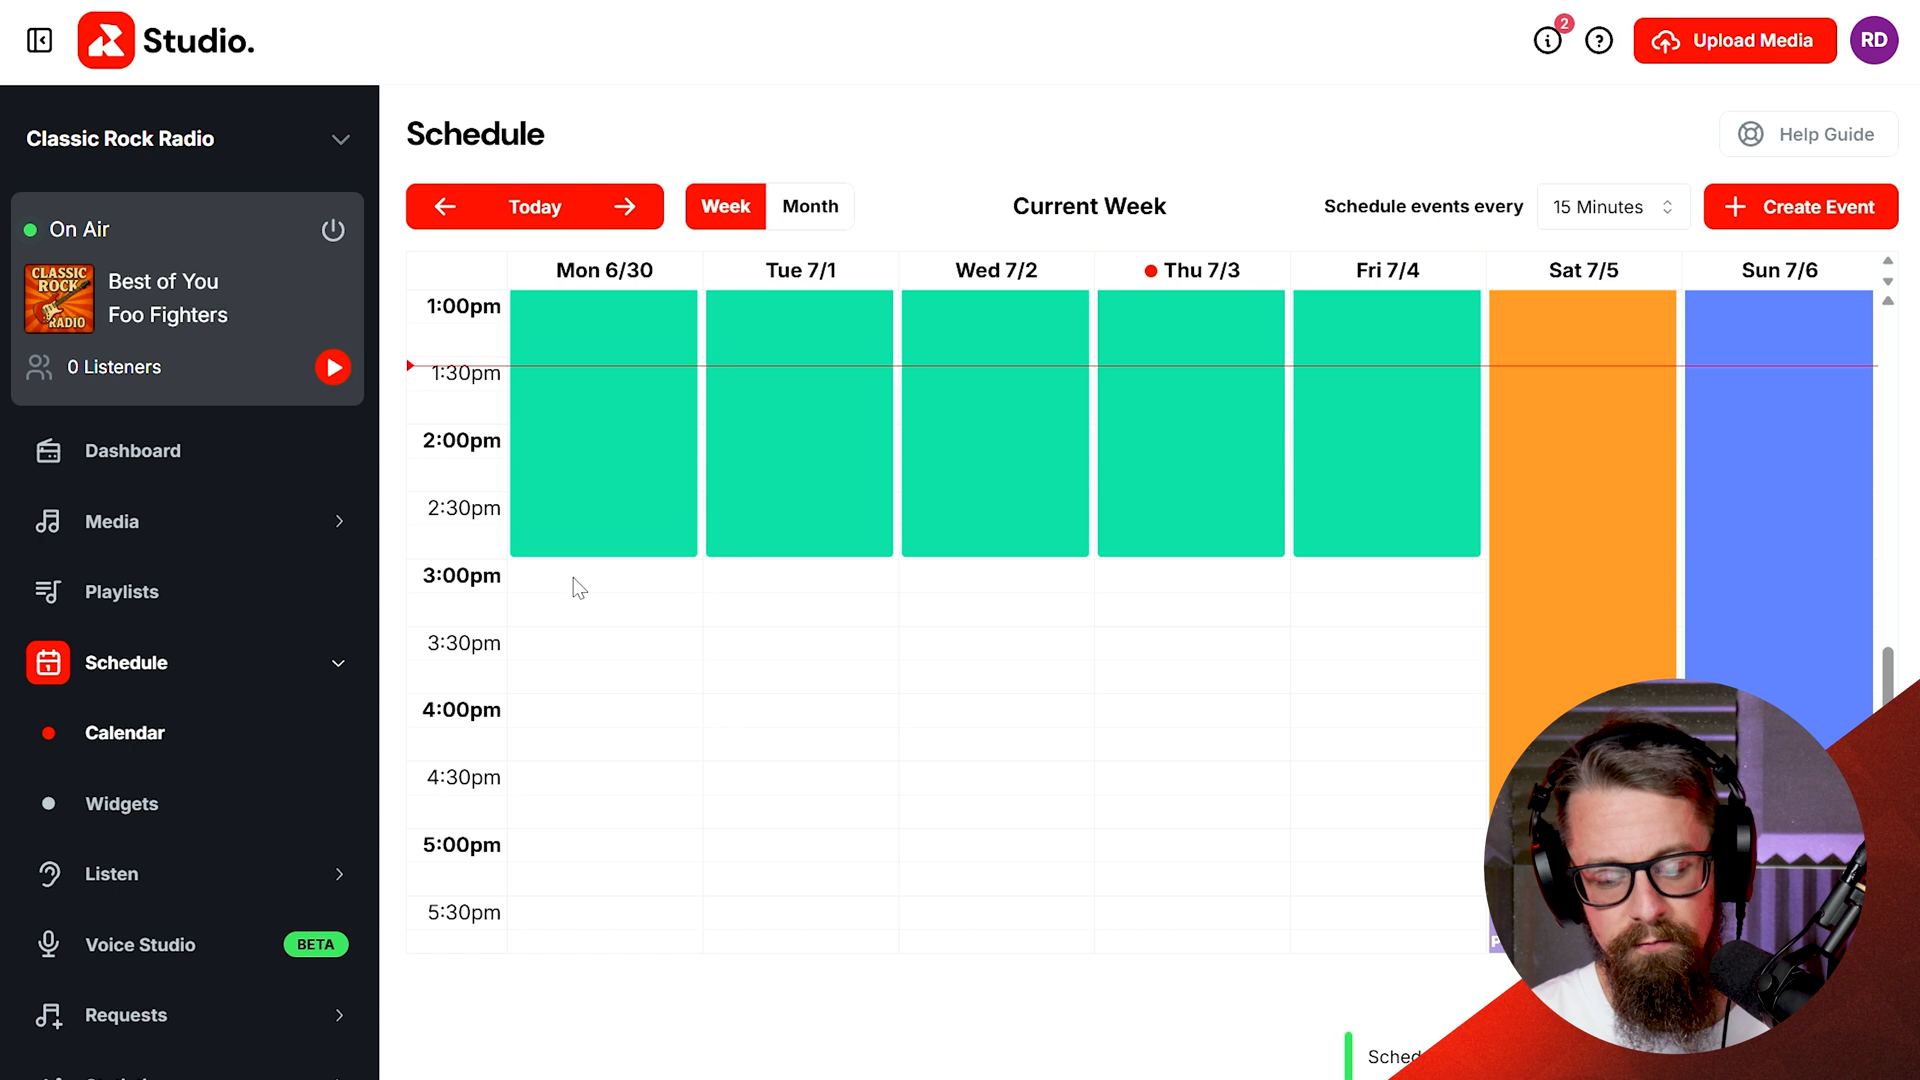 Studio.
2
Upload Media
RD
Classic Rock Radio
On Air
CLASSIC
ROCK
RADIO
Best of You
Foo Fighters
0 Listeners
Dashboard
Media
Playlists
1
Schedule
Calendar
Widgets
Listen
Voice Studio
BETA
Requests
Schedule
Help Guide
Today
Week
Month
Current Week
Schedule events every
15 Minutes
Create Event
Mon 6/30
Tue 7/1
Wed 7/2
Thu 7/3
Fri 7/4
Sat 7/5
Sun 7/6
1:00pm
1:30pm
2:00pm
2:30pm
3:00pm
3:30pm
4:00pm
4:30pm
5:00pm
5:30pm